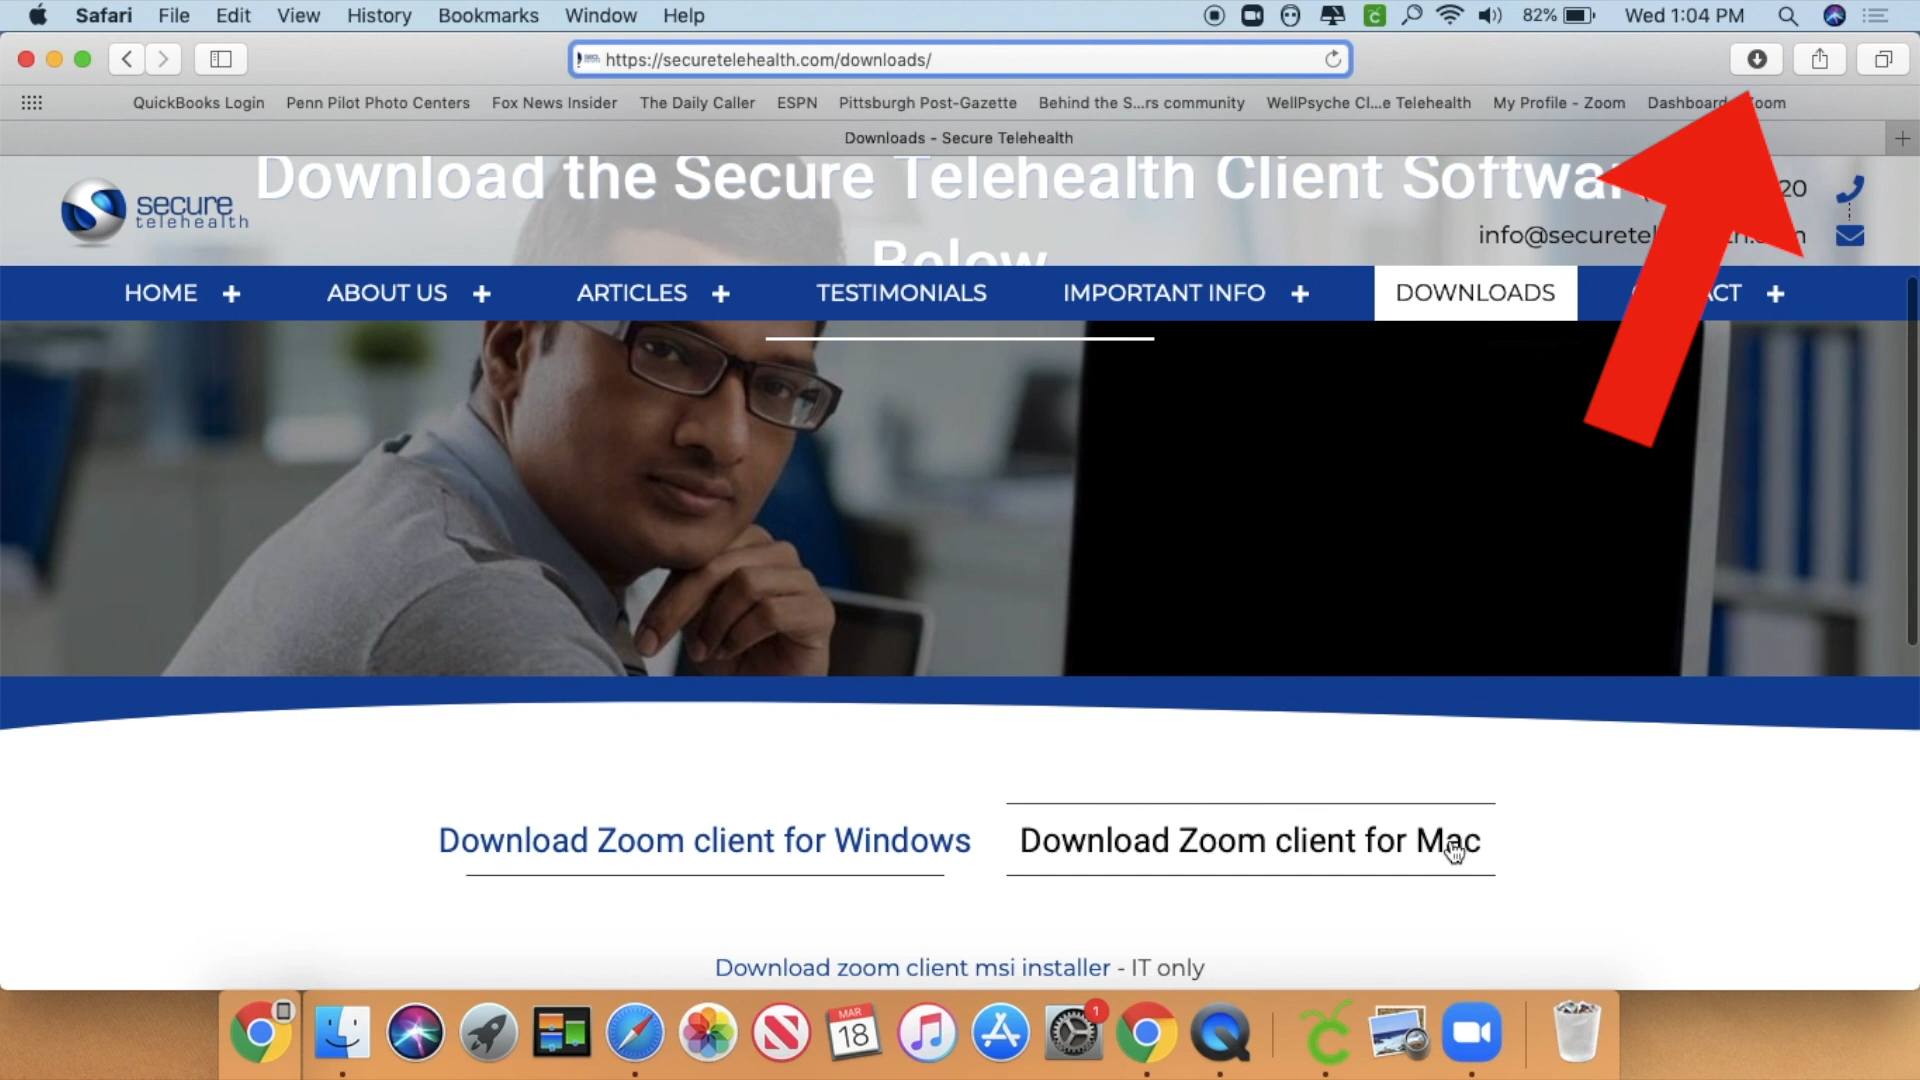 Safari File Edit View History Bookmarks Window Help 82% Wed 1:04 PM
https://securetelehealth.com/downloads/
QuickBooks Login Penn Pilot Photo Centers Fox News Insider The Daily Caller ESPN Pittsburgh Post-Gazette Behind the S...rs community WellPsyche Cl...e Telehealth My Profile - Zoom Dashboard oom
Downloads - Secure Telehealth
Download the Secure Telehealth Client
Below
secure
telehealth
20
HOME + ABOUT US + ARTICLES + TESTIMONIALS IMPORTANT INFO + DOWNLOADS +
Download Zoom client for Windows Download Zoom client for Mac
Download zoom client msi installer - IT only
1
MAR
18